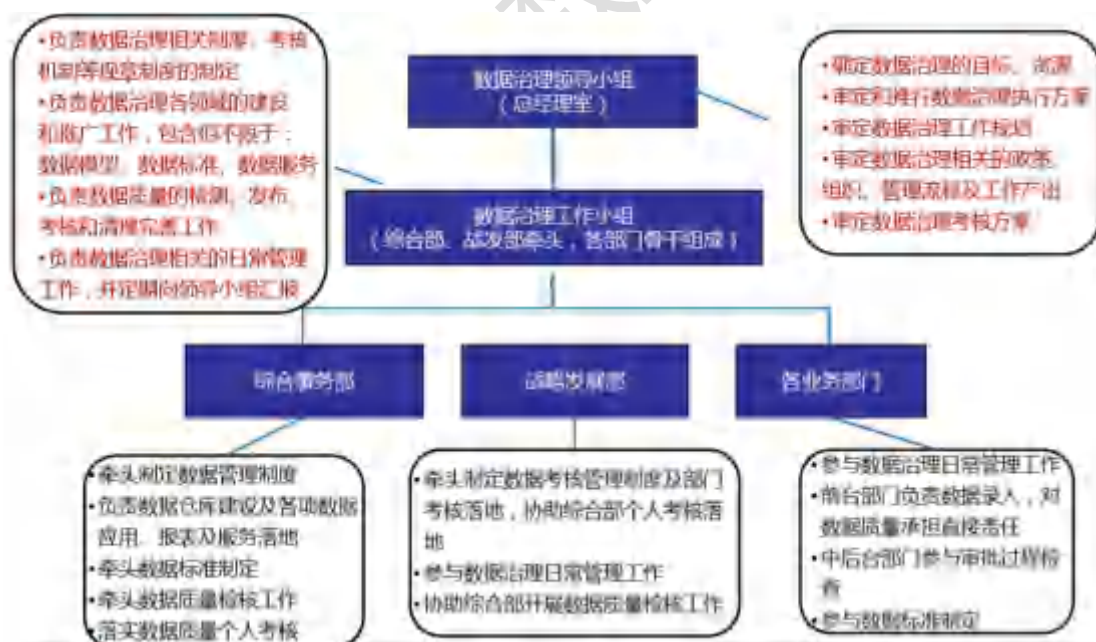 •负责数据治理相关制度、考核
机制等规章制度的制定
•负责数据治理各领域的建设
和推广工作，包含但不限于：
数据模型、数据标准、数据服务
•负责数据质量的检测、发布、
考核和清理完善工作
•负责数据治理相关的日常管理
工作，并定期向领导小组汇报
数据治理领导小组
（总经理室）
•确定数据治理的目标、资源
•审定和推行数据治理执行方案
•审定数据治理工作规划
•审定数据治理相关的政策、
组织、管理流程及工作产出
•审定数据治理考核方案
数据治理工作小组
（综合部、战发部牵头，各部门骨干组成）
综合事务部
战略发展部
各业务部门
•牵头制定数据管理制度
•负责数据仓库建设及各项数据
应用、报表及服务落地
•牵头数据标准制定
•牵头数据质量检核工作
•落实数据质量个人考核
•牵头制定数据考核管理制度及部门
考核落地，协助综合部个人考核落
地
•参与数据治理日常管理工作
•协助综合部开展数据质量检核工作
•参与数据治理日常管理工作
•前台部门负责数据录入，对
数据质量承担直接责任
•中后台部门参与审批过程检
查
•参与数据标准制定